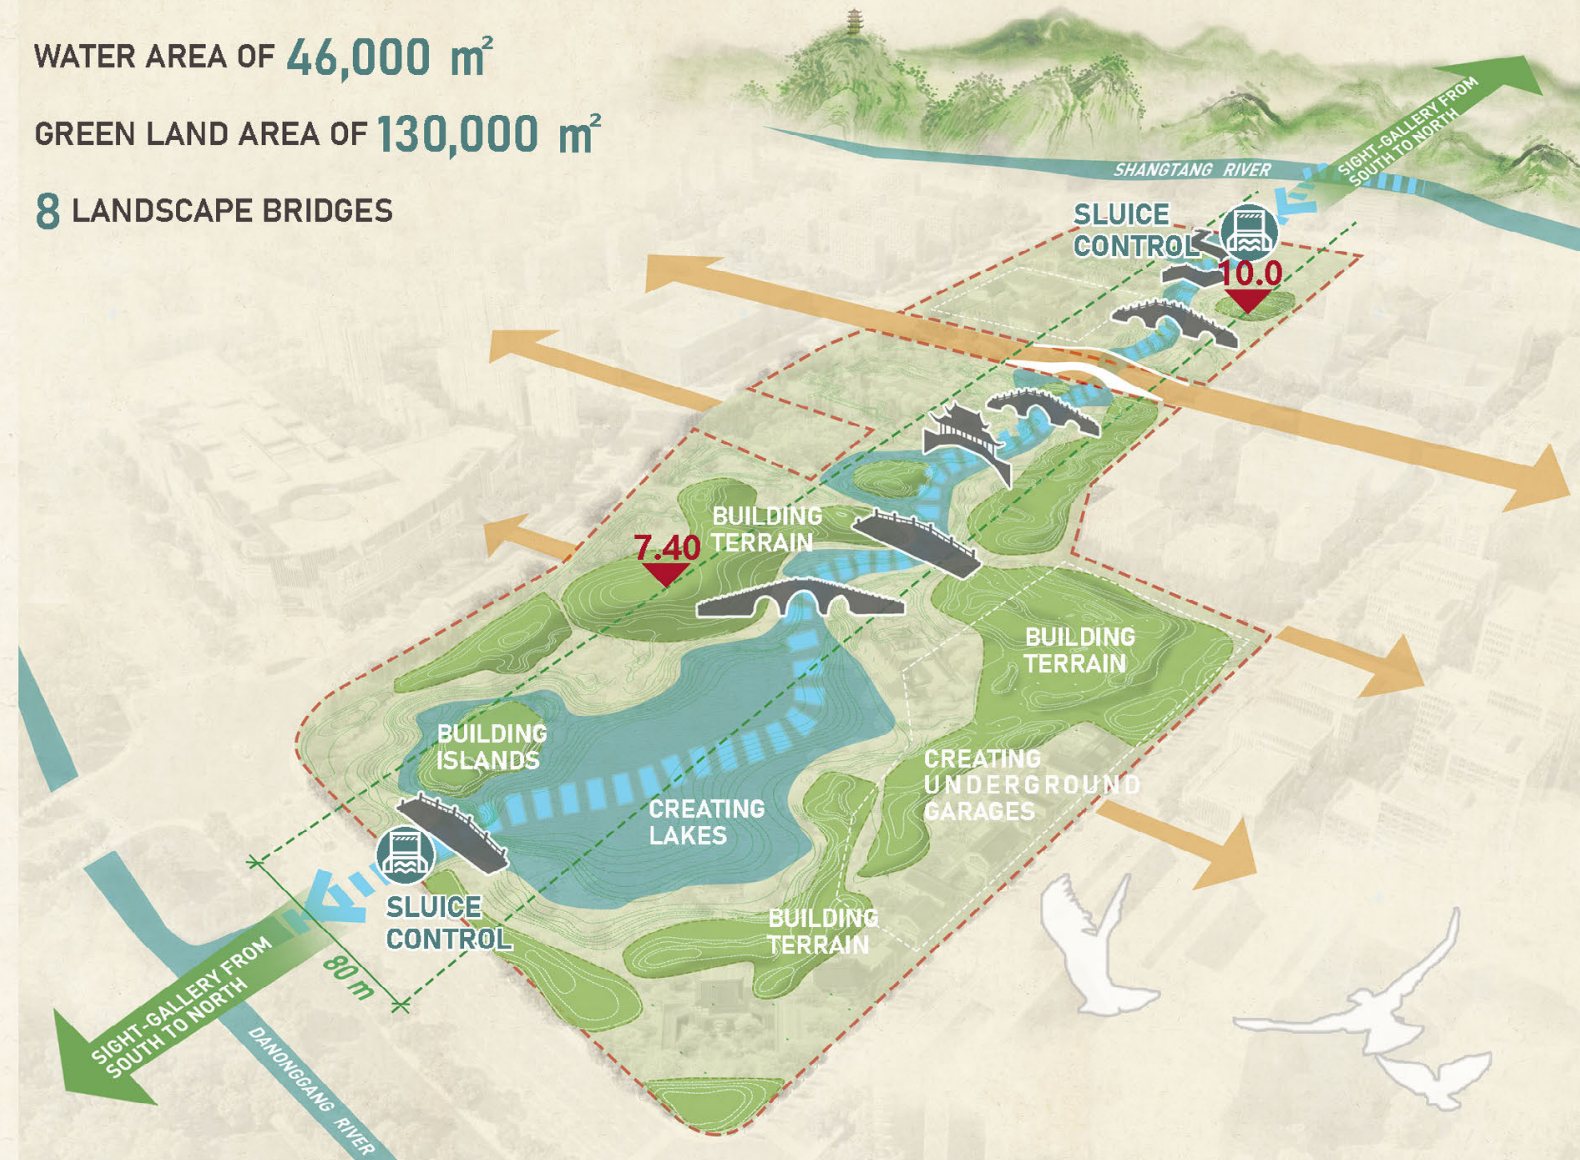 WATER AREA OF 46,000 m²
GREEN LAND AREA OF 130,000 m²
8 LANDSCAPE BRIDGES
SIGHT-GALLERY FROM
SOUTH TO NORTH
SHANGTANG RIVER
SLUICE
CONTROL
10.0
BUILDING
TERRAIN
7.40
BUILDING
TERRAIN
BUILDING
ISLANDS
CREATING
UNDERGROUND
GARAGES
CREATING
LAKES
SLUICE
CONTROL
BUILDING
TERRAIN
80 m
SIGHT-GALLERY FROM
SOUTH TO NORTH
DANONGGANG RIVER